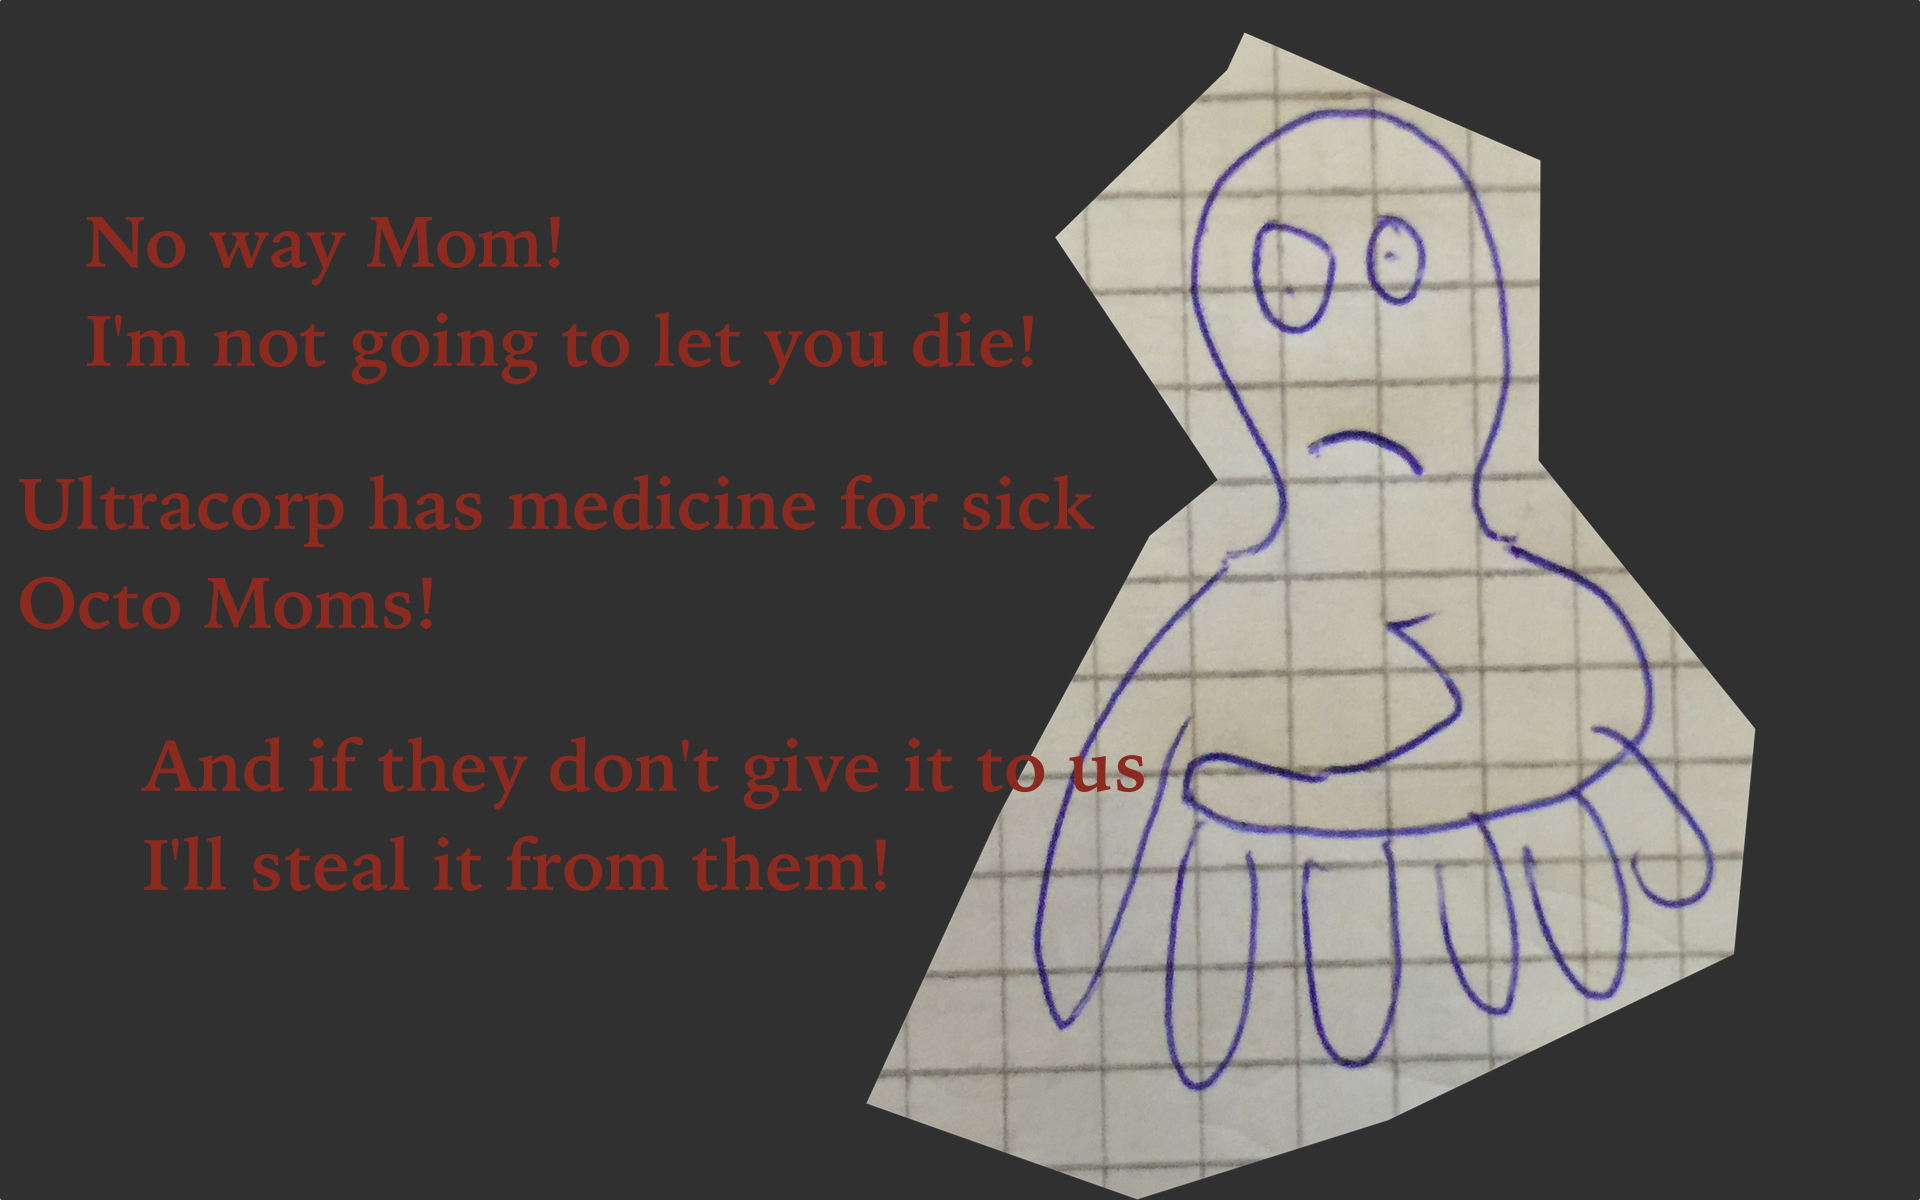 No way Mom!
I'm not going to let you die!
Ultracorp has medicine for sick
Octo Moms!
And if they don't give it to us
I'll steal it from them!